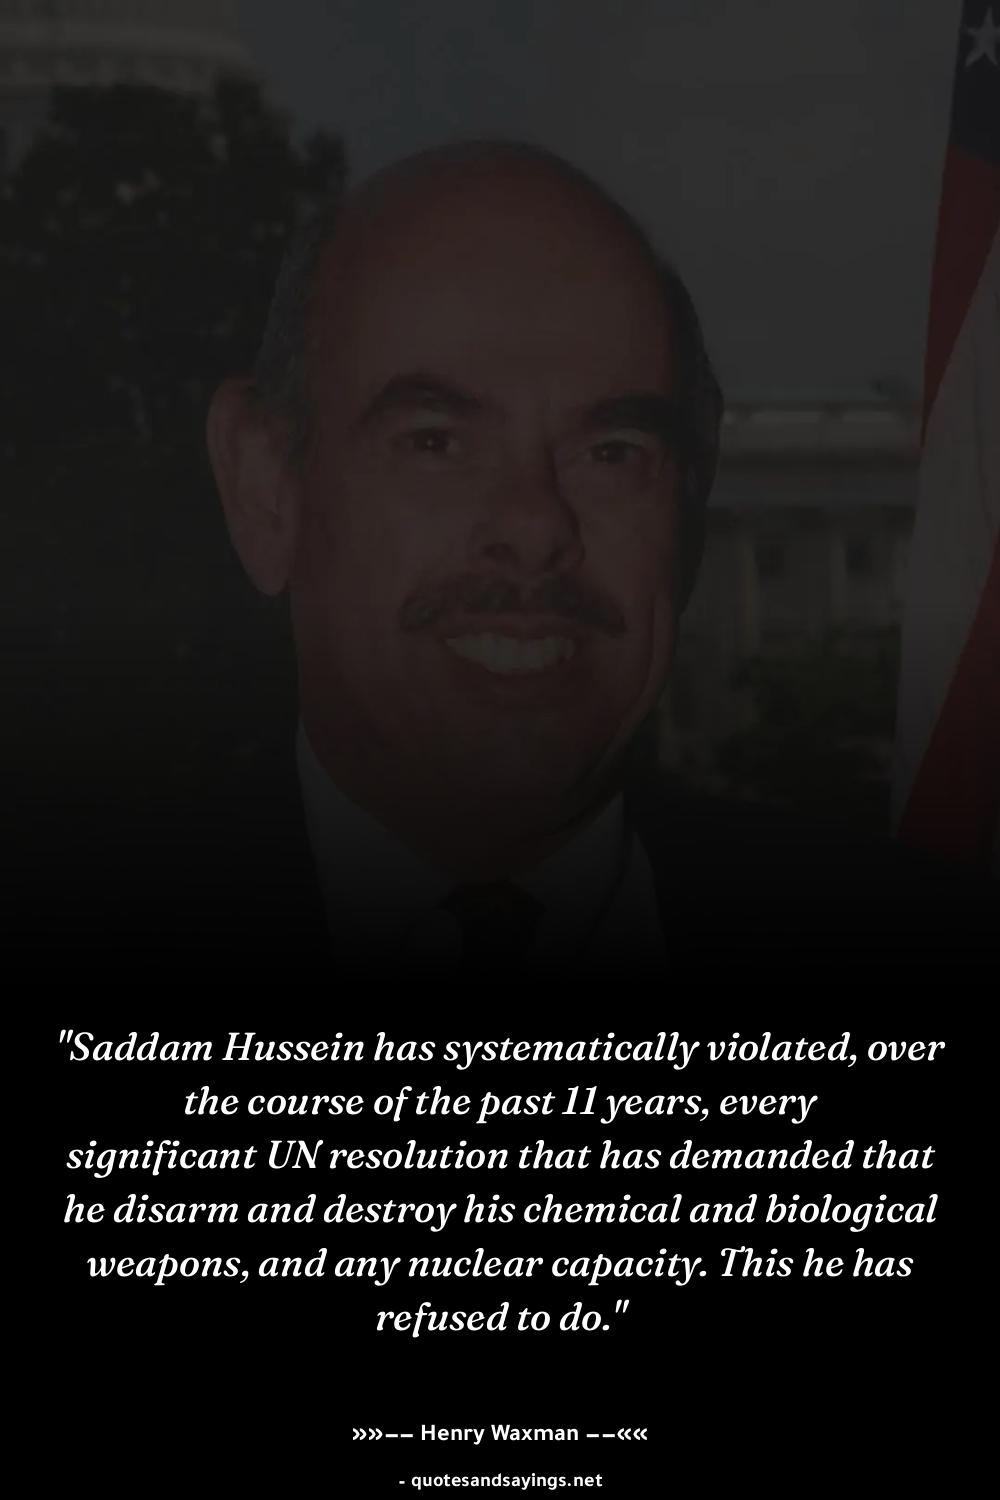 "Saddam Hussein has systematically violated, over
the course of the past 11 years, every
significant UN resolution that has demanded that
he disarm and destroy his chemical and biological
weapons, and any nuclear capacity. This he has
refused to do."
»»−− Henry Waxman −−««
- quotesandsayings.net